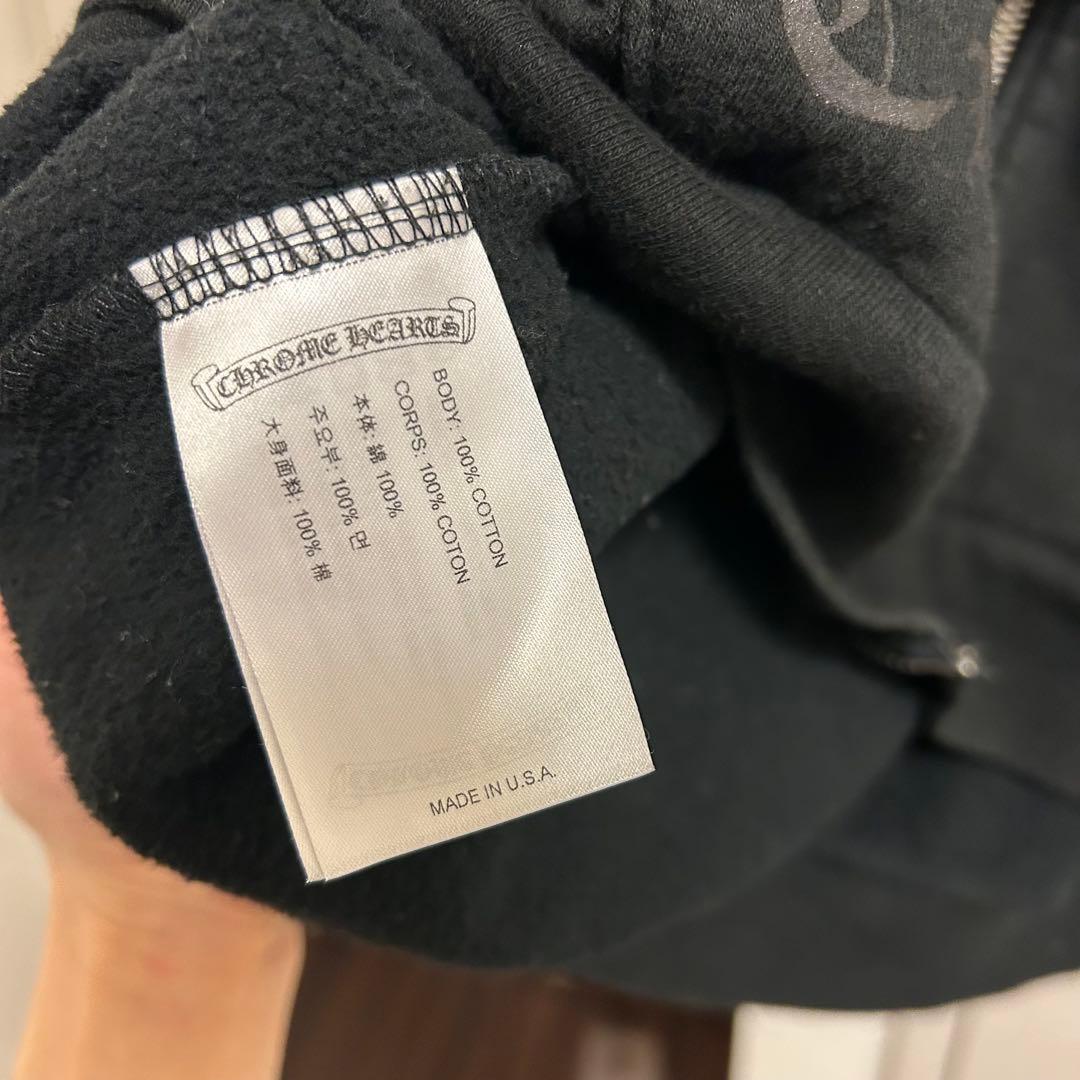 CHROME HEARTS
BODY: 100% COTTON
CORPS: 100% COTON
本体: 綿 100%
주요부: 100% 면
大身面料: 100% 棉
MADE IN U.S.A.